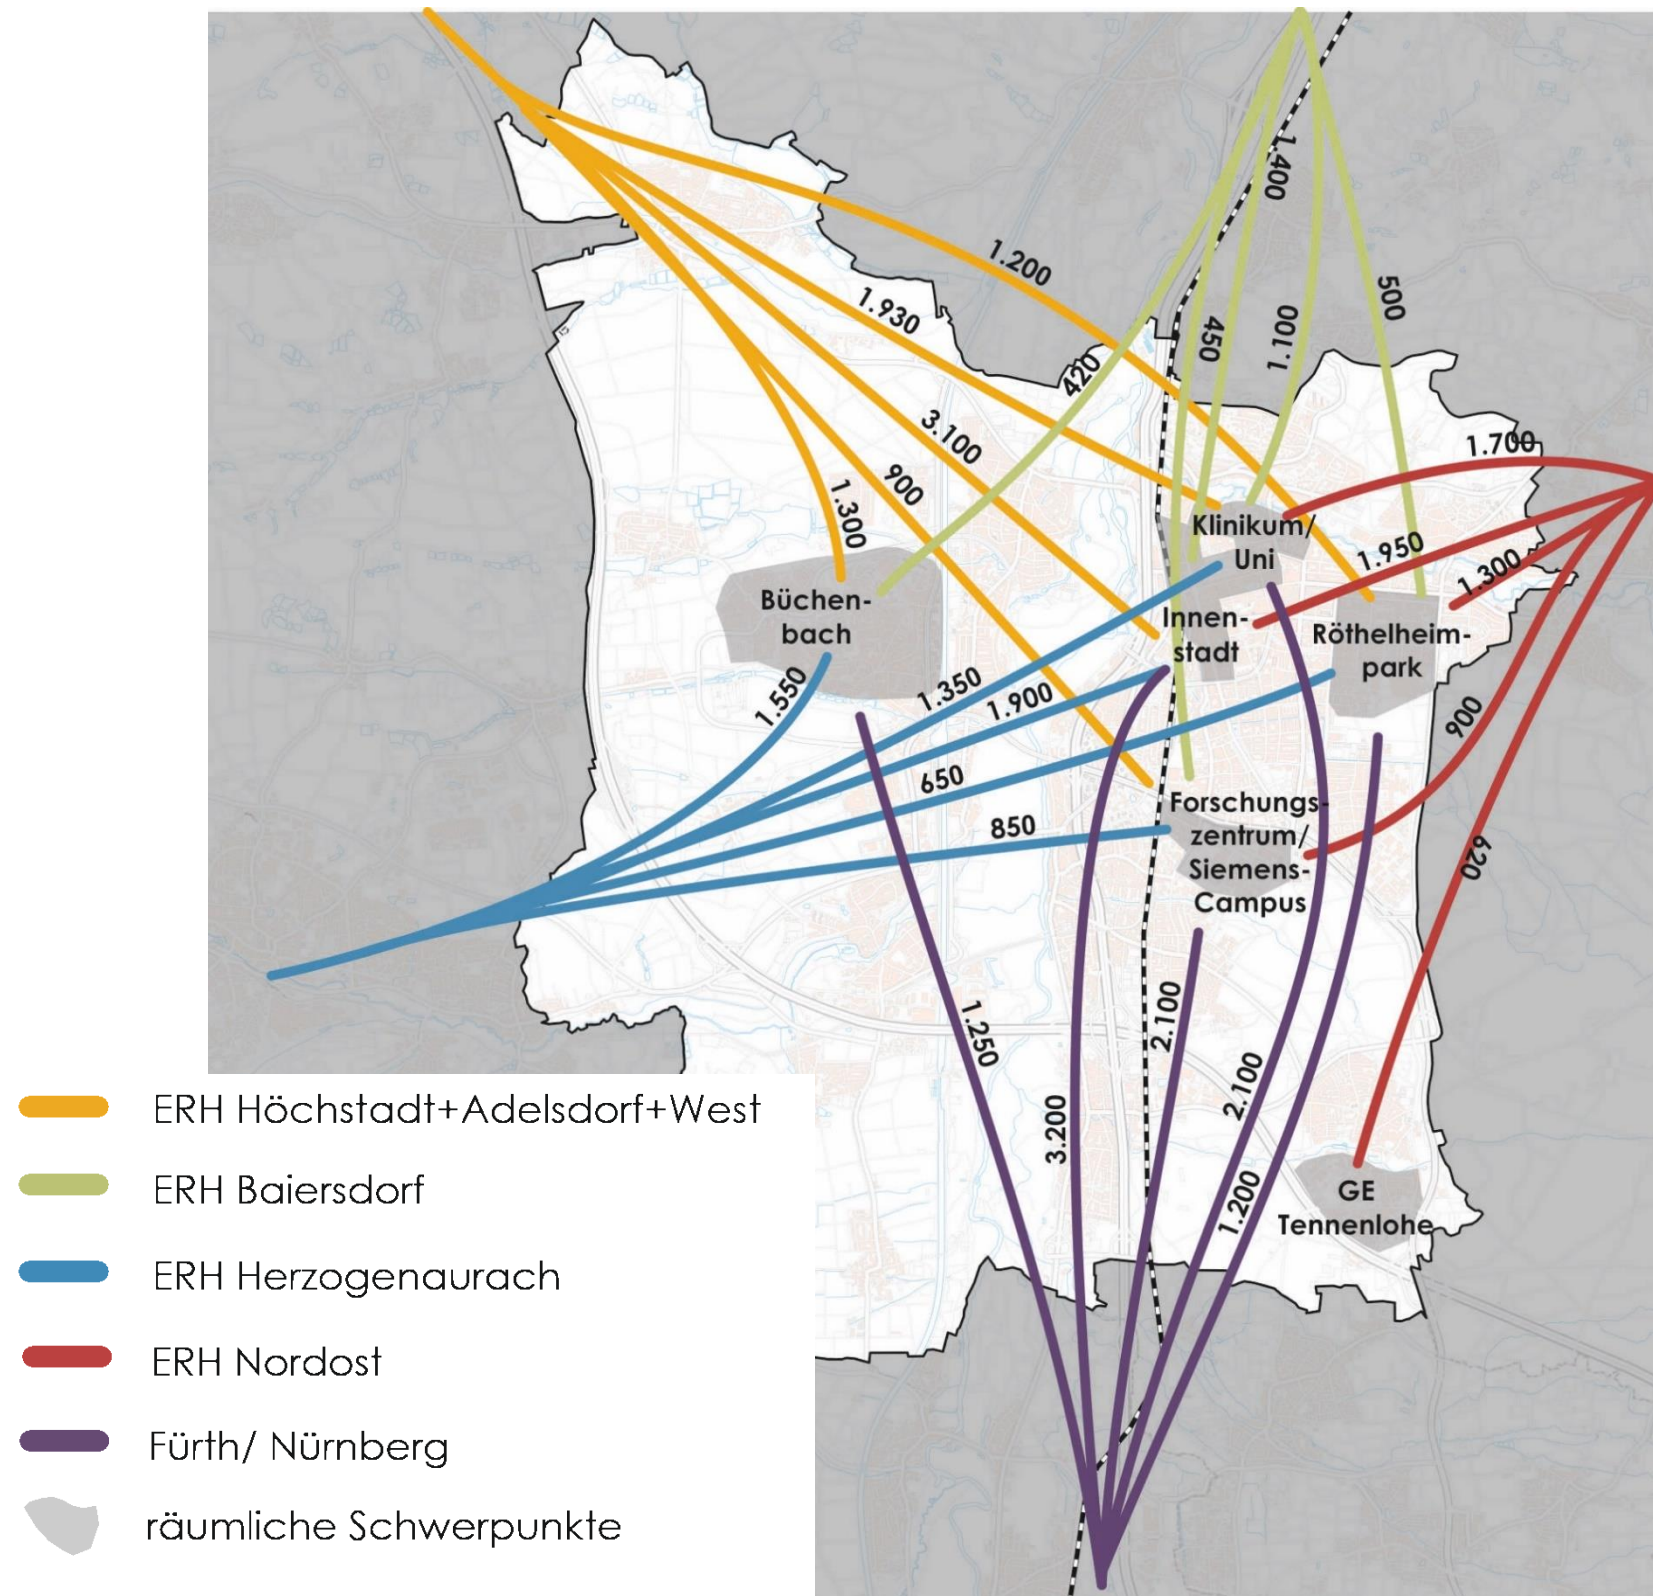 1.400
1.200
500
1.930
450
1.100
420
3.100
1.700
900
1.300
Klinikum/
Uni
1.950
1.300
Büchen-
bach
Innen-
stadt
Röthelheim-
park
1.550
1.350
1.900
900
650
Forschungs-
zentrum/
Siemens-
Campus
850
620
1.250
2.100
2.100
3.200
1.200
GE
Tennenlohe
ERH Höchstadt+Adelsdorf+West
ERH Baiersdorf
ERH Herzogenaurach
ERH Nordost
Fürth/ Nürnberg
räumliche Schwerpunkte